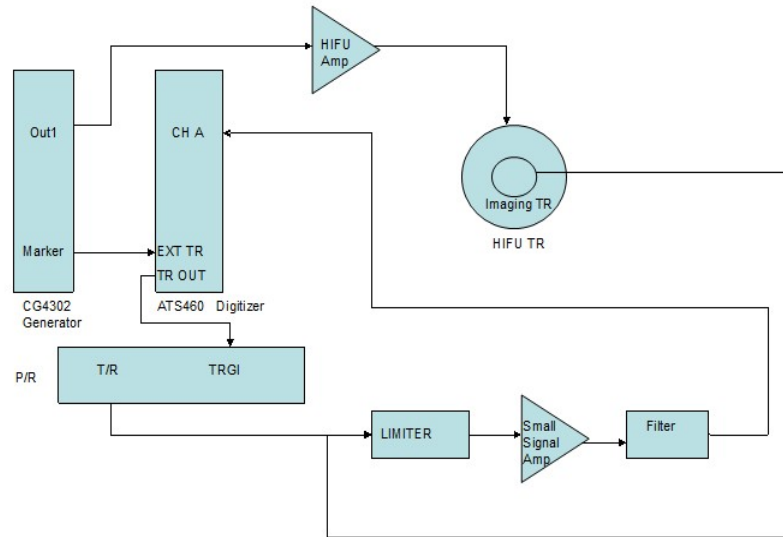 HIFU
Amp
Out1
CH A
Imaging TR
HIFU TR
Marker
EXT TR
TR OUT
CG4302
Generator
ATS460 Digitizer
P/R
T/R
TRGI
LIMITER
Small
Signal
Amp
Filter